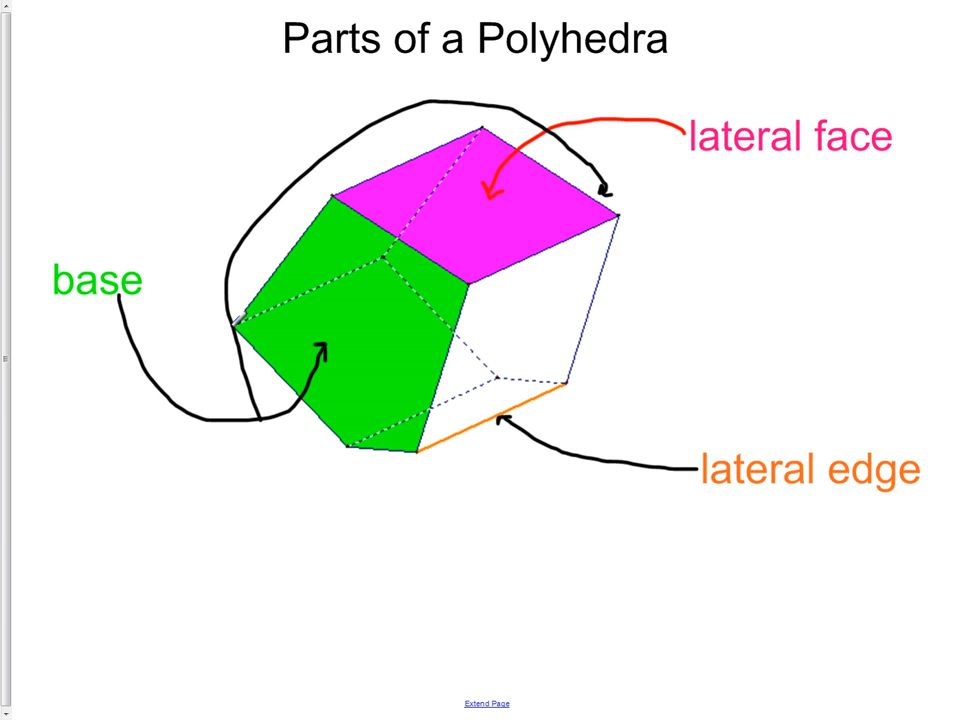 Parts of a Polyhedra
lateral face
base
lateral edge
Extend Page